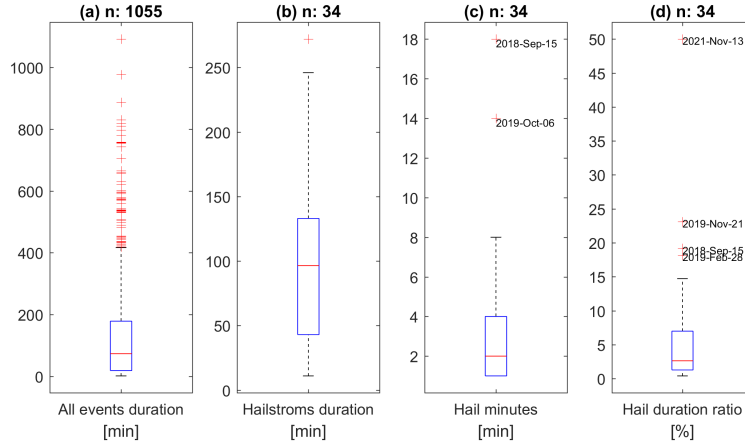 (a) n: 1055
1000
800
600
400
200
0
All events duration
[min]
(b) n: 34
250
200
150
100
50
0
Hailstroms duration
[min]
(c) n: 34
18
16
14
12
10
8
6
4
2
2018-Sep-15
2019-Oct-06
Hail minutes
[min]
(d) n: 34
50
45
40
35
30
25
20
15
10
5
0
2021-Nov-13
2019-Nov-21
2018-Sep-15
2019-Feb-28
Hail duration ratio
[%]